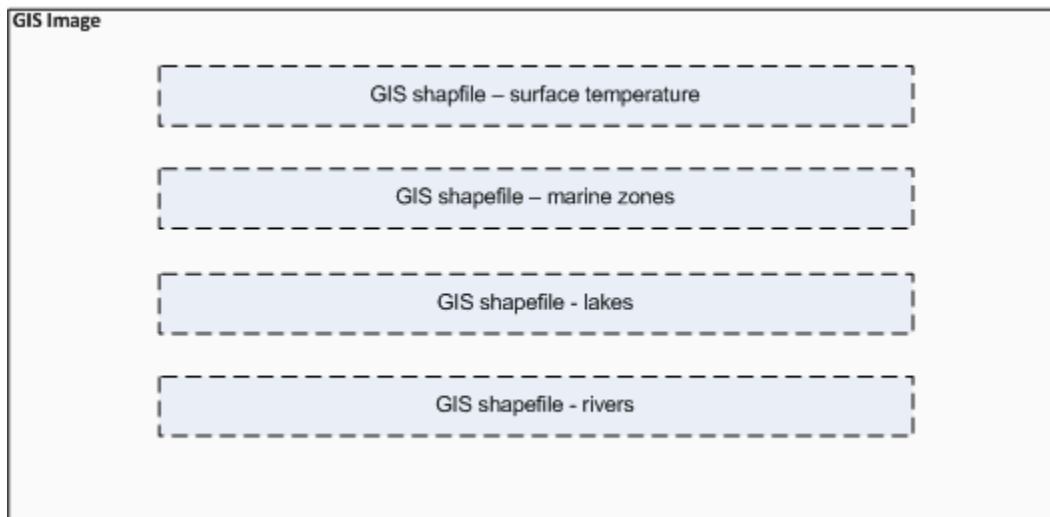 GIS Image
GIS shapfile – surface temperature
GIS shapefile – marine zones
GIS shapefile - lakes
GIS shapefile - rivers